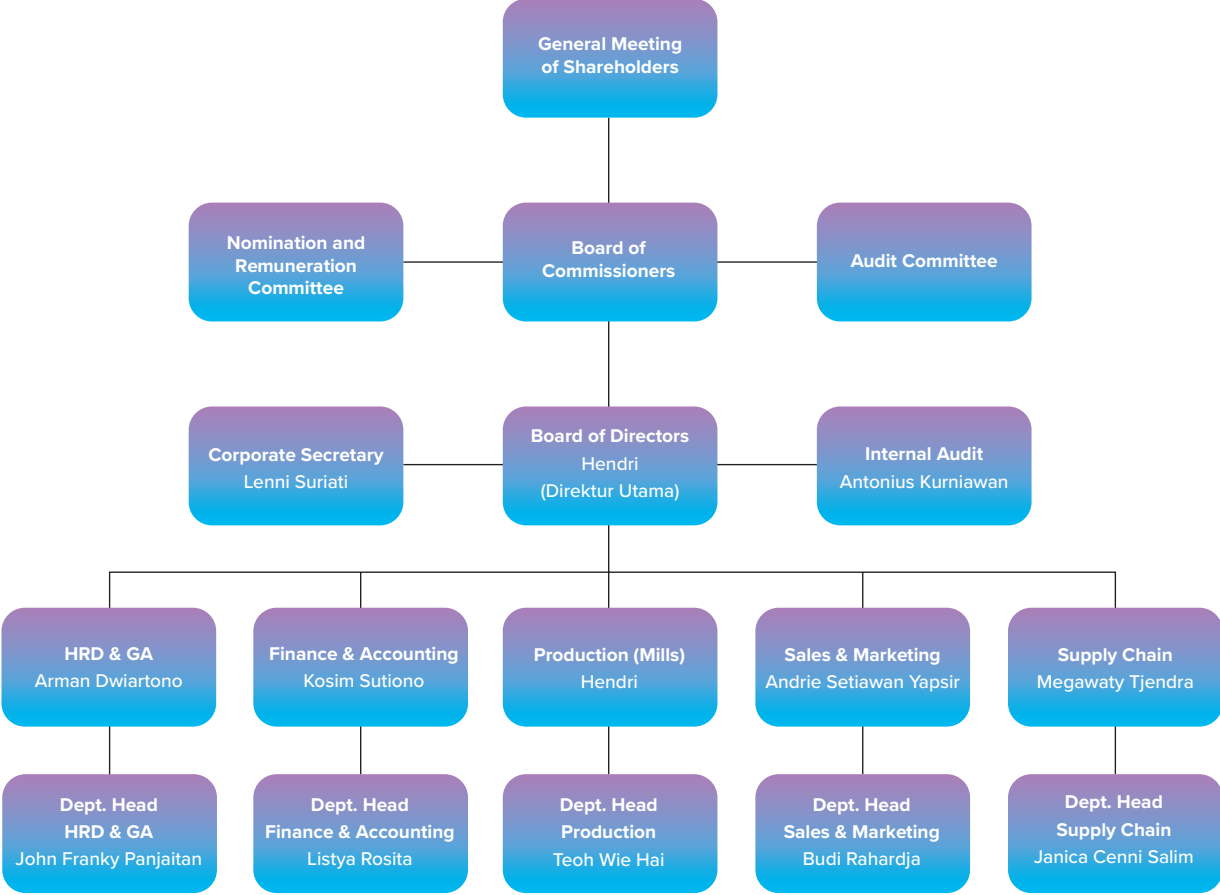 General Meeting
of Shareholders
Nomination and
Remuneration
Committee
Board of
Commissioners
Audit Committee
Corporate Secretary
Lenni Suriati
Board of Directors
Hendri
(Direktur Utama)
Internal Audit
Antonius Kurniawan
HRD & GA
Arman Dwiartono
Finance & Accounting
Kosim Sutiono
Production (Mills)
Hendri
Sales & Marketing
Andrie Setiawan Yapsir
Supply Chain
Megawaty Tjendra
Dept. Head
HRD & GA
John Franky Panjaitan
Dept. Head
Finance & Accounting
Listya Rosita
Dept. Head
Production
Teoh Wie Hai
Dept. Head
Sales & Marketing
Budi Rahardja
Dept. Head
Supply Chain
Janica Cenni Salim